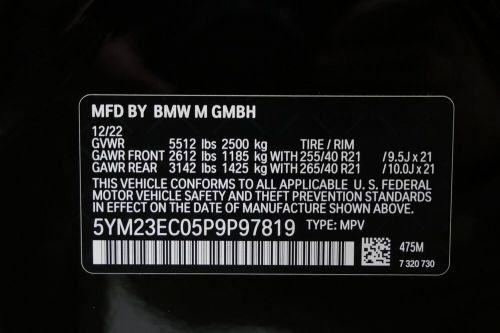 MFD BY BMW M GMBH
12/22
GVWR 5512 lbs 2500 kg TIRE / RIM
GAWR FRONT 2612 lbs 1185 kg WITH 255/40 R21 / 9.5J x 21
GAWR REAR 3142 lbs 1425 kg WITH 265/40 R21 / 10.0J x 21
THIS VEHICLE CONFORMS TO ALL APPLICABLE U. S. FEDERAL
MOTOR VEHICLE SAFETY BUMPER AND THEFT PREVENTION
STANDARDS IN EFFECT ON THE DATE OF MANUFACTURE SHOWN ABOVE.
5YM23EC05P9P97819 TYPE: MPV
475M
7 320 730